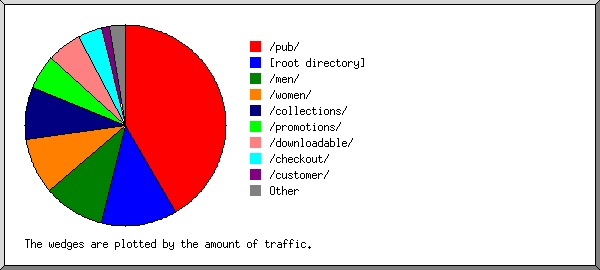 /pub/
[root directory]
/men/
/women/
/collections/
/promotions/
/downloadable/
/checkout/
/customer/
Other
The wedges are plotted by the amount of traffic.